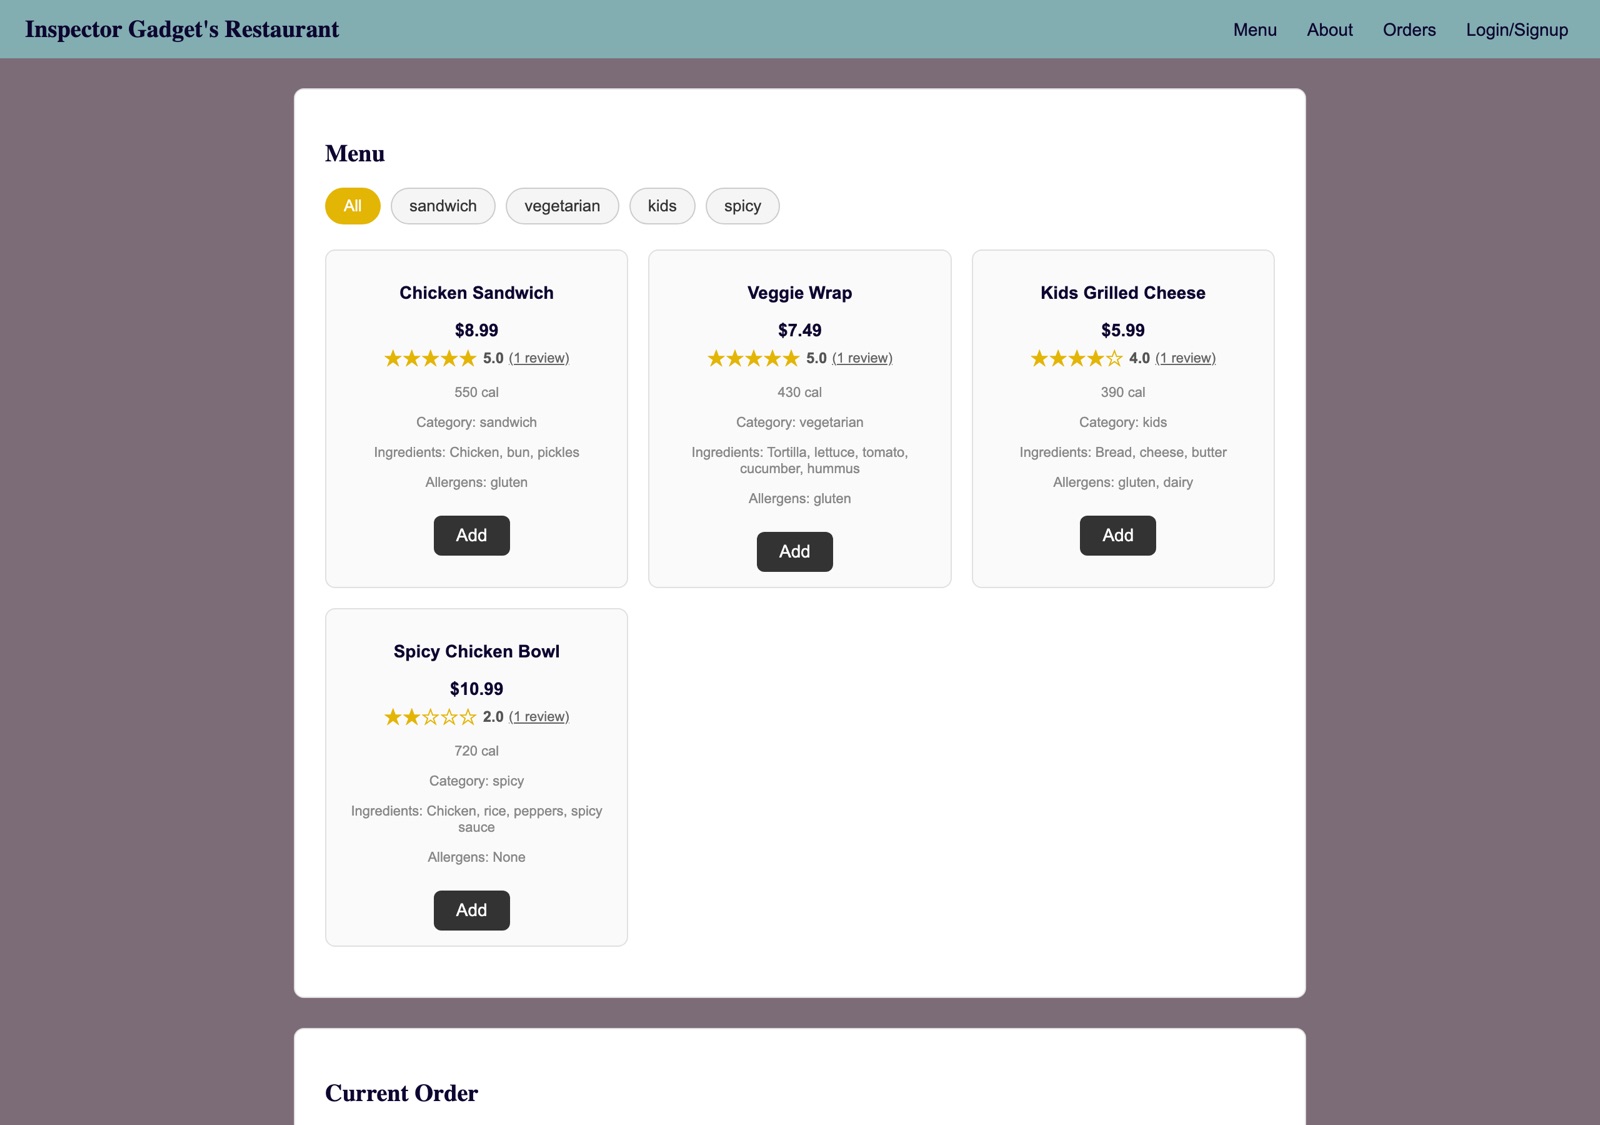 Inspector Gadget's Restaurant
Menu About Orders Login/Signup
Menu
All sandwich vegetarian kids spicy
Chicken Sandwich
$8.99
★★★★★ 5.0 (1 review)
550 cal
Category: sandwich
Ingredients: Chicken, bun, pickles
Allergens: gluten
Add
Veggie Wrap
$7.49
★★★★★ 5.0 (1 review)
430 cal
Category: vegetarian
Ingredients: Tortilla, lettuce, tomato,
cucumber, hummus
Allergens: gluten
Add
Kids Grilled Cheese
$5.99
★★★★☆ 4.0 (1 review)
390 cal
Category: kids
Ingredients: Bread, cheese, butter
Allergens: gluten, dairy
Add
Spicy Chicken Bowl
$10.99
★★☆☆☆ 2.0 (1 review)
720 cal
Category: spicy
Ingredients: Chicken, rice, peppers, spicy
sauce
Allergens: None
Add
Current Order